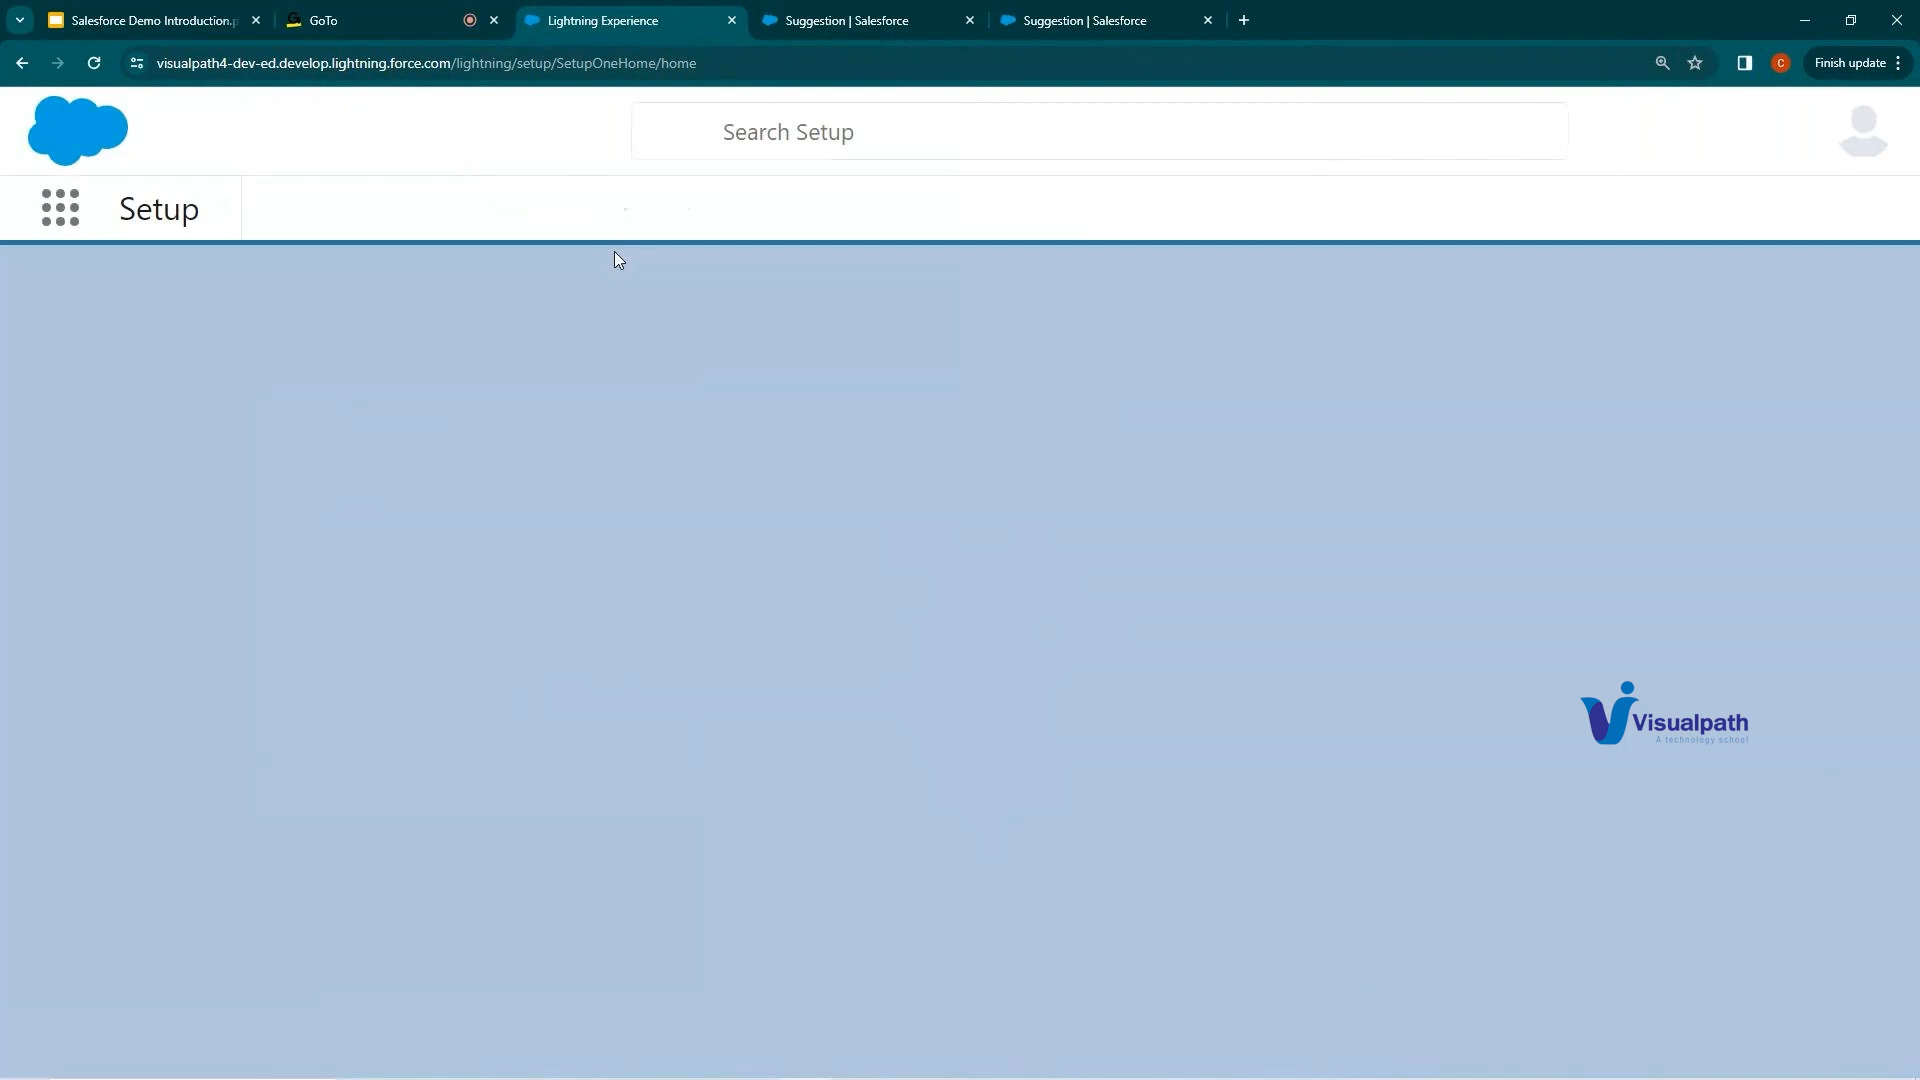 Salesforce Demo Introduction.p
GoTo
Lightning Experience
Suggestion | Salesforce
Suggestion | Salesforce
visualpath4-dev-ed.develop.lightning.force.com/lightning/setup/SetupOneHome/home
C
Finish update
Search Setup
Setup
Visualpath
A technology school